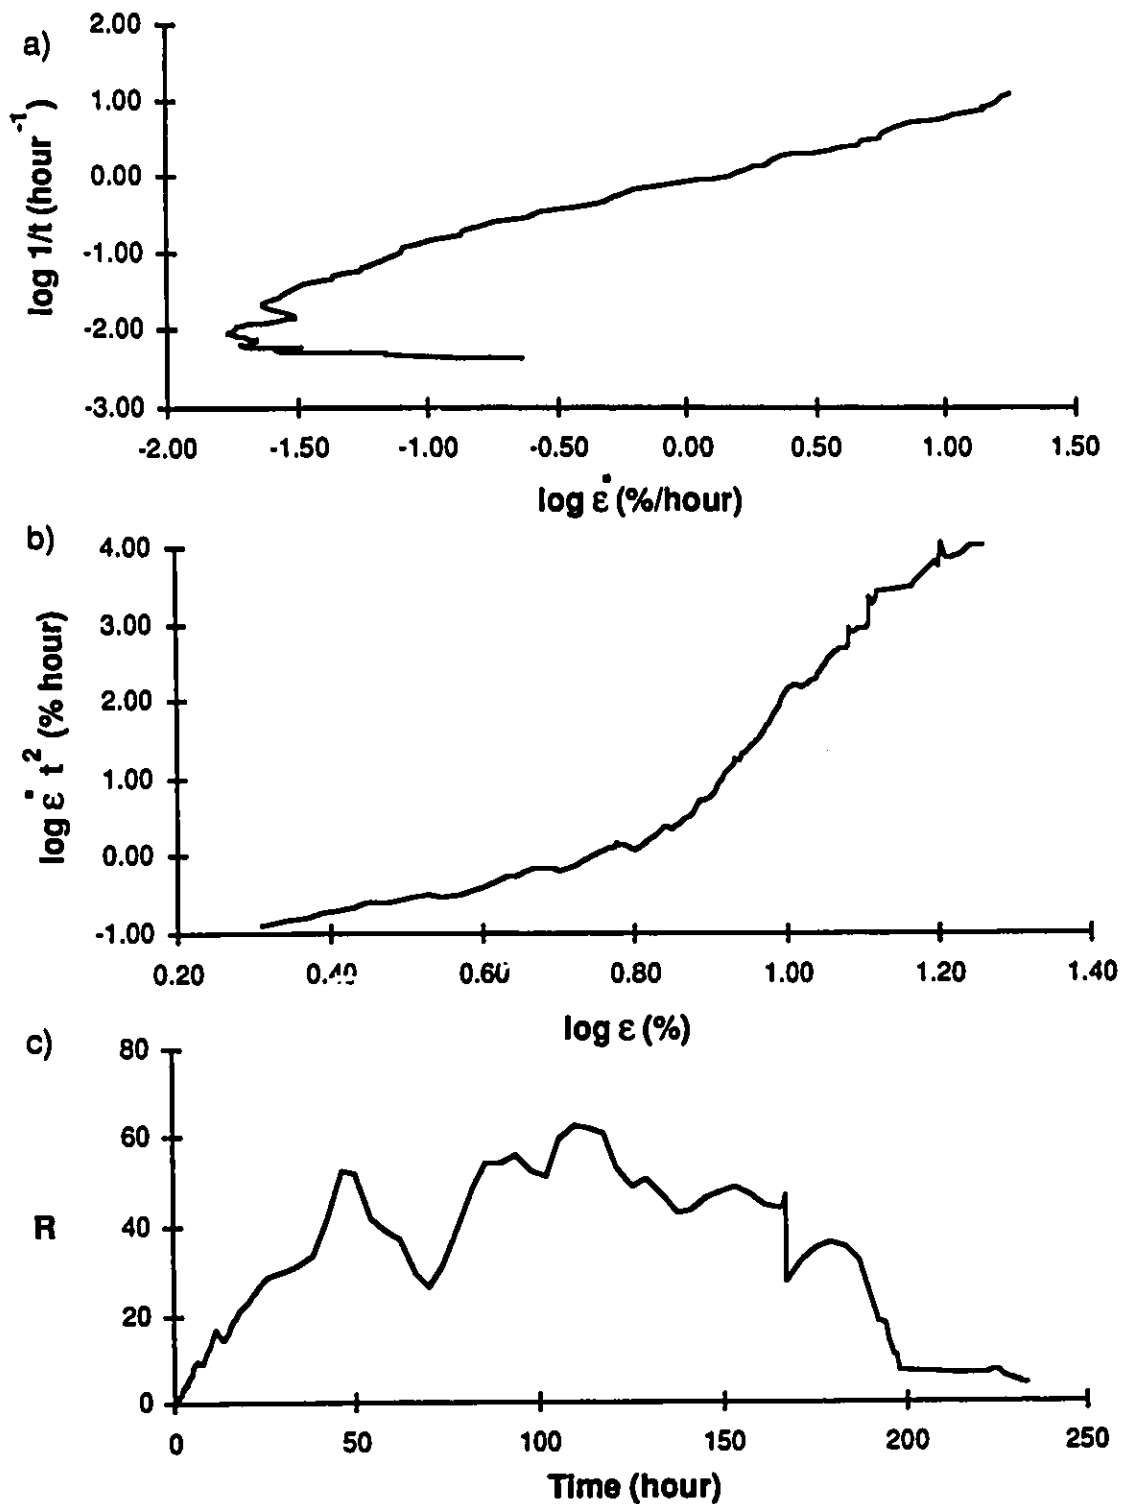 a)
2.00
1.00
0.00
-1.00
-2.00
-3.00
log 1/t (hour⁻¹)
-2.00 -1.50 -1.00 -0.50 0.00 0.50 1.00 1.50
log ε̇ (%/hour)
b)
4.00
3.00
2.00
1.00
0.00
-1.00
log ε̇ t² (% hour)
0.20 0.40 0.60 0.80 1.00 1.20 1.40
log ε (%)
c)
80
60
40
20
0
R
0 50 100 150 200 250
Time (hour)